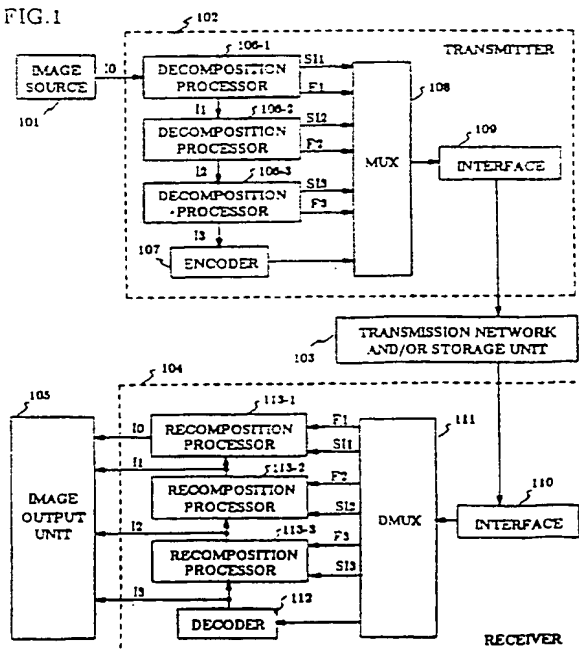 FIG.1
102
TRANSMITTER
106-1
IMAGE
SOURCE
101
I0
DECOMPOSITION
PROCESSOR
SI1
F1
I1
106-2
DECOMPOSITION
PROCESSOR
SI2
F2
I2
106-3
DECOMPOSITION
PROCESSOR
SI3
F3
I3
107
ENCODER
MUX
108
109
INTERFACE
TRANSMISSION NETWORK
AND/OR STORAGE UNIT
103
104
RECEIVER
105
IMAGE
OUTPUT
UNIT
I0
I1
I2
I3
113-1
RECOMPOSITION
PROCESSOR
F1
SI1
113-2
RECOMPOSITION
PROCESSOR
F2
SI2
113-3
RECOMPOSITION
PROCESSOR
F3
SI3
112
DECODER
DMUX
111
110
INTERFACE